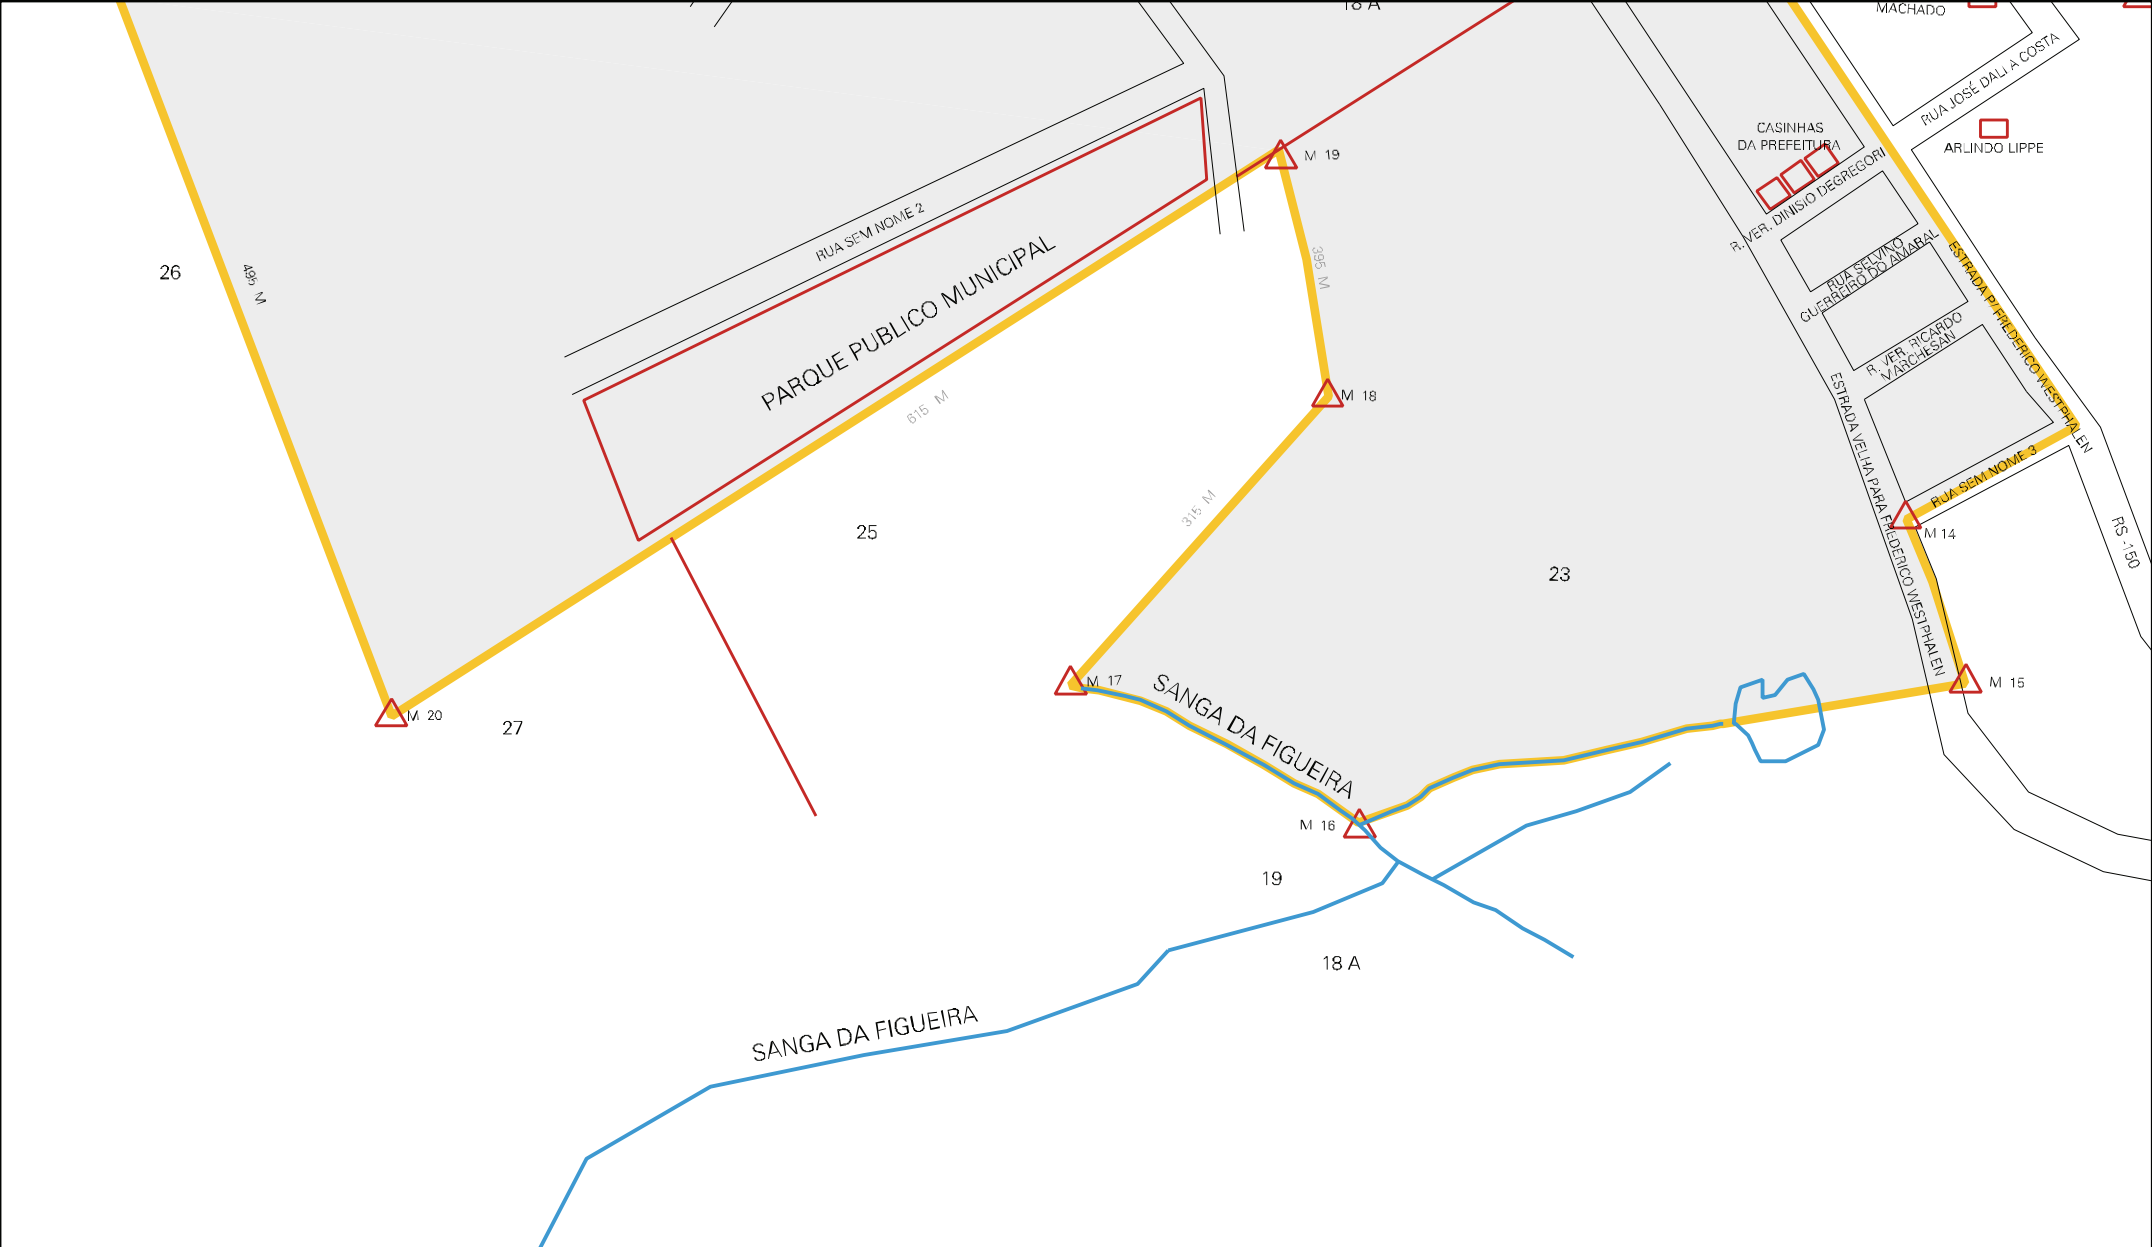 18 A
MACHADO
RUA JOSÉ DALLA COSTA
CASINHAS
DA PREFEITURA
ARLINDO LIPPE
M 19
R. VER. DINISIO DEGREGORI
RUA SEM NOME 2
PARQUE PUBLICO MUNICIPAL
26
495 M
395 M
RUA SELVINO
GUERREIRO DO AMARAL
ESTRADA P/ FREDERICO WESTPHALEN
R. VER. RICARDO
MARCHESAN
615 M
M 18
ESTRADA VELHA PARA FREDERICO WESTPHALEN
RUA SEM NOME 3
315 M
25
M 14
RS -150
23
M 17
M 15
SANGA DA FIGUEIRA
M 20
27
M 16
19
18 A
SANGA DA FIGUEIRA